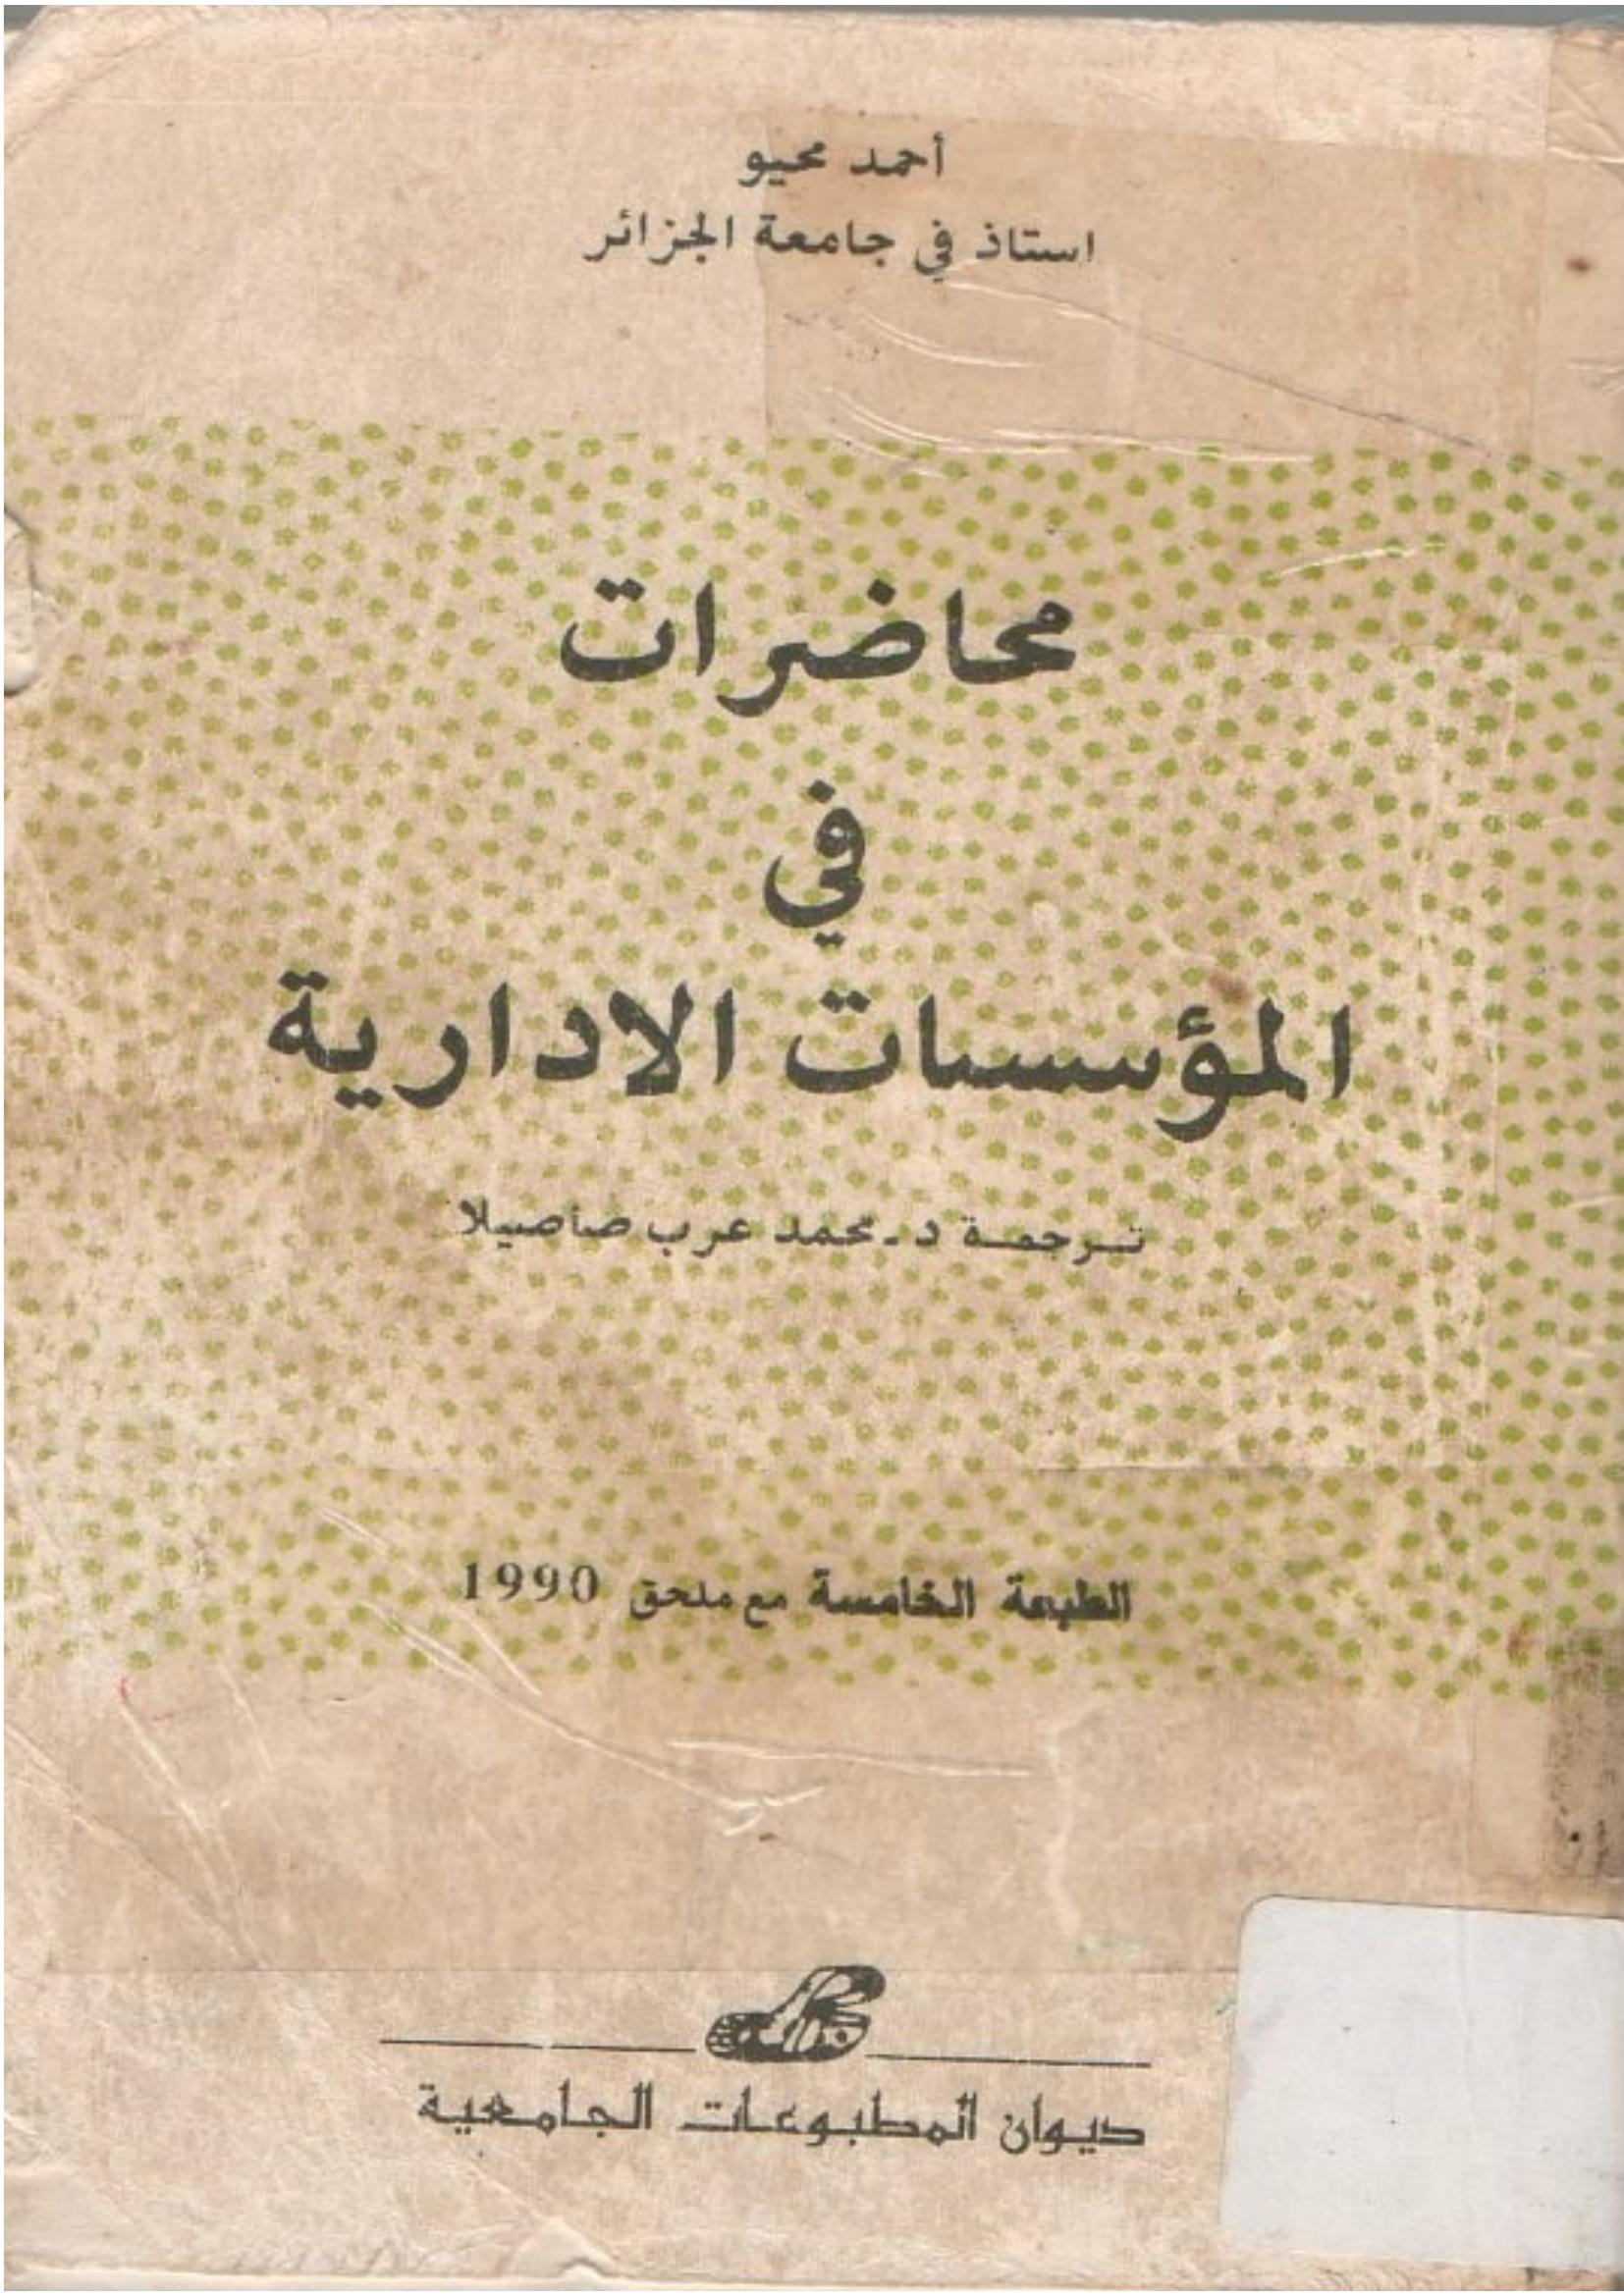 أحمد محيو
استاذ في جامعة الجزائر
محاضرات
في
المؤسسات الادارية
ترجمة د. محمد عرب صاصيلا
الطبعة الخامسة مع ملحق 1990
ديوان المطبوعات الجامعية